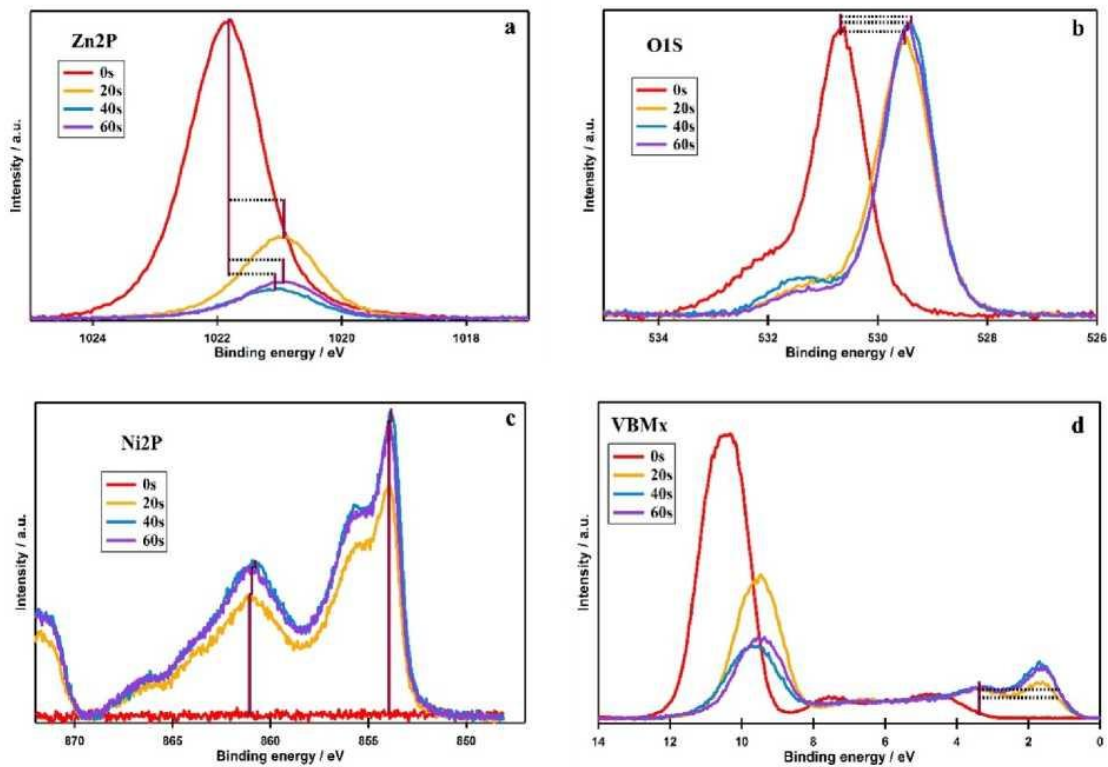 a
Zn2P
0s
20s
40s
60s
Intensity / a.u.
1024
1022
1020
1018
Binding energy / eV
b
O1S
0s
20s
40s
60s
Intensity / a.u.
534
532
530
528
526
Binding energy / eV
c
Ni2P
0s
20s
40s
60s
Intensity / a.u.
870
865
860
854
850
Binding energy / eV
d
VBMx
0s
20s
40s
60s
Intensity / a.u.
14
12
10
8
6
4
2
0
Binding energy / eV